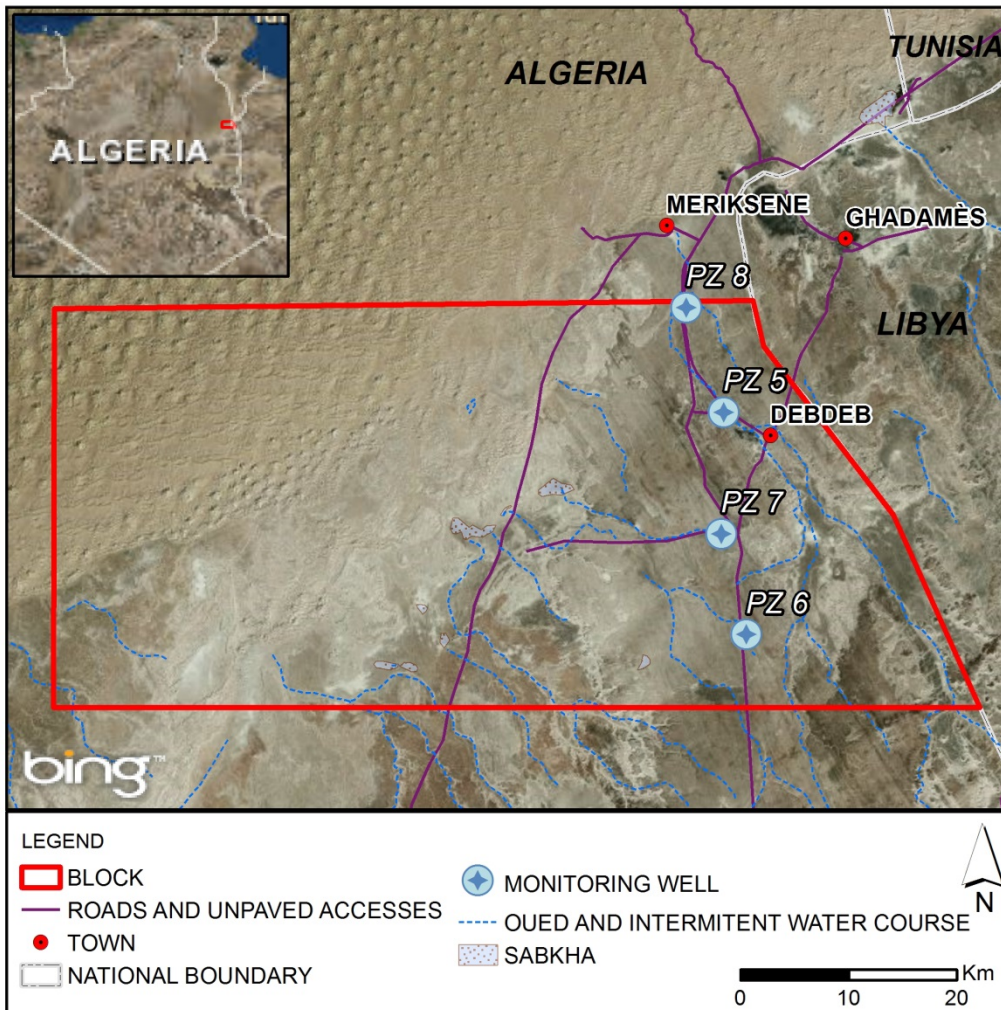 ALGERIA
ALGERIA
TUNISIA
MERIKSENE
GHADAMÈS
PZ 8
LIBYA
PZ 5
DEBDEB
PZ 7
PZ 6
bing™
LEGEND
BLOCK
ROADS AND UNPAVED ACCESSES
TOWN
NATIONAL BOUNDARY
MONITORING WELL
OUED AND INTERMITENT WATER COURSE
SABKHA
N
Km
0 10 20